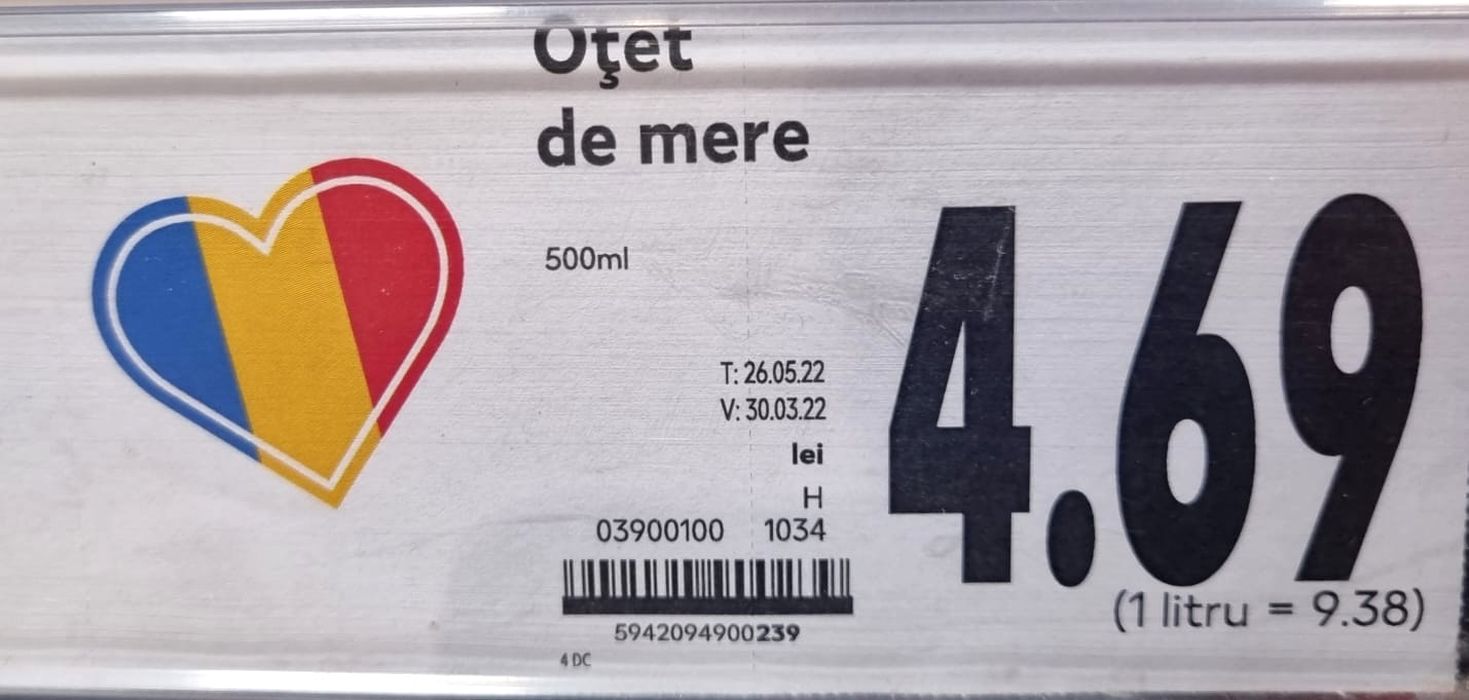 Oţet
de mere
500ml
T: 26.05.22
V: 30.03.22
lei
H
03900100 1034
4.69
(1 litru = 9.38)
5942094900239
4 DC